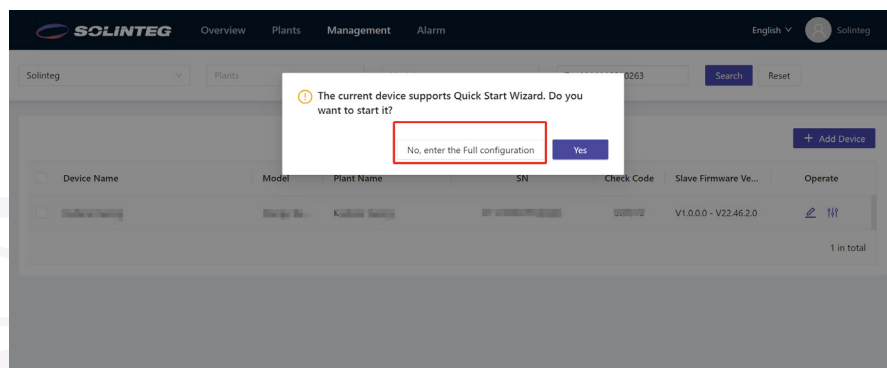 SOLINTEG
Overview Plants Management Alarm English Solinteg
Solinteg Plants 0263 Search Reset
The current device supports Quick Start Wizard. Do you
want to start it?
No, enter the Full configuration Yes
+ Add Device
Device Name Model Plant Name SN Check Code Slave Firmware Ve... Operate
V1.0.0.0 - V22.46.2.0
1 in total